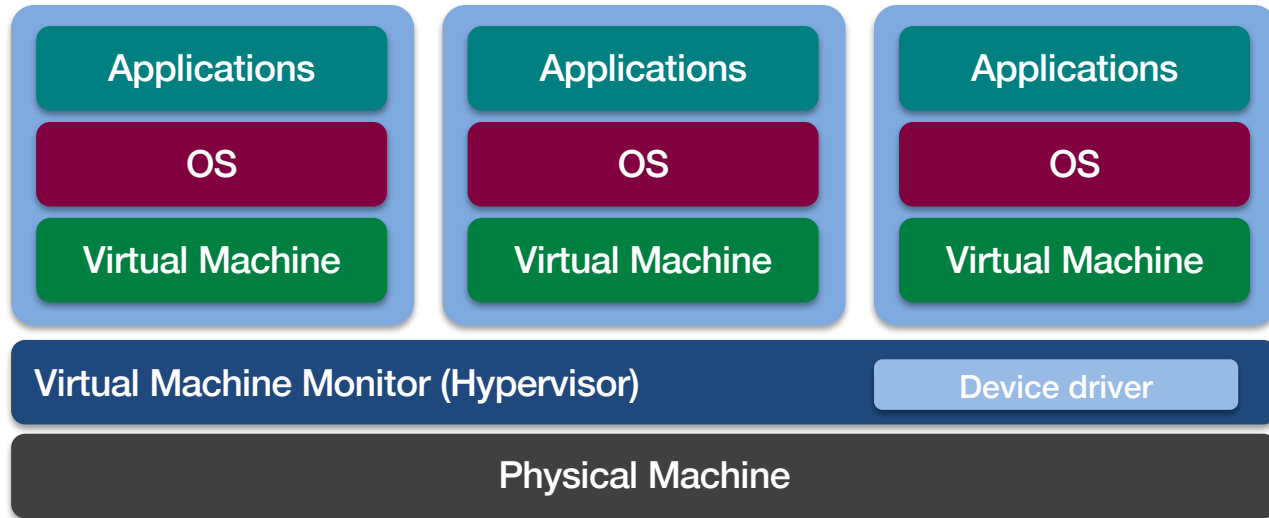 Applications
Applications
Applications
OS
OS
OS
Virtual Machine
Virtual Machine
Virtual Machine
Virtual Machine Monitor (Hypervisor)
Device driver
Physical Machine